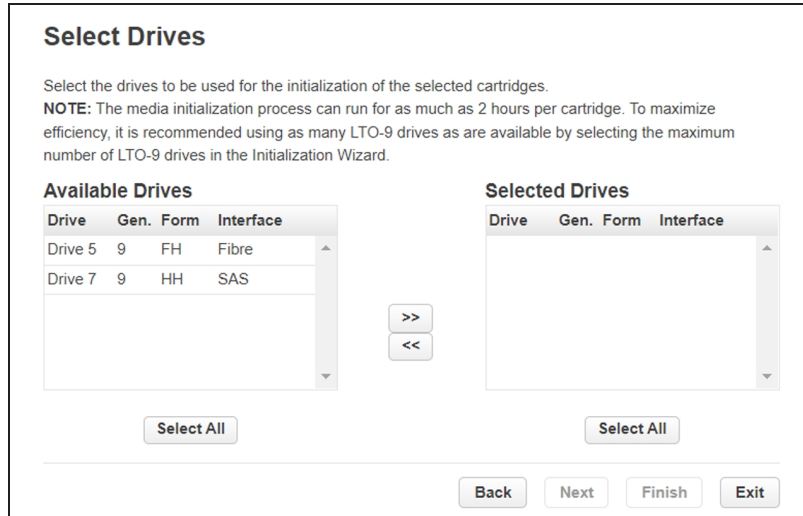 Select Drives
Select the drives to be used for the initialization of the selected cartridges.
NOTE: The media initialization process can run for as much as 2 hours per cartridge. To maximize
efficiency, it is recommended using as many LTO-9 drives as are available by selecting the maximum
number of LTO-9 drives in the Initialization Wizard.
Available Drives
Drive Gen. Form Interface
Drive 5 9 FH Fibre
Drive 7 9 HH SAS
Select All
>>
<<
Selected Drives
Drive Gen. Form Interface
Select All
Back Next Finish Exit